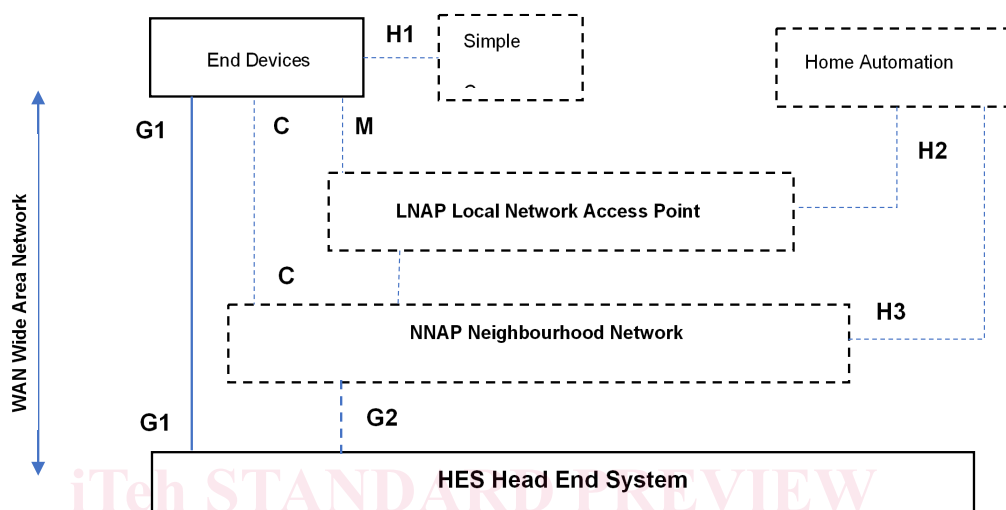 H1
Simple
End Devices
Home Automation
G1
C
M
H2
LNAP Local Network Access Point
WAN Wide Area Network
C
H3
NNAP Neighbourhood Network
G1
G2
HES Head End System
iTeh STANDARD PREVIEW